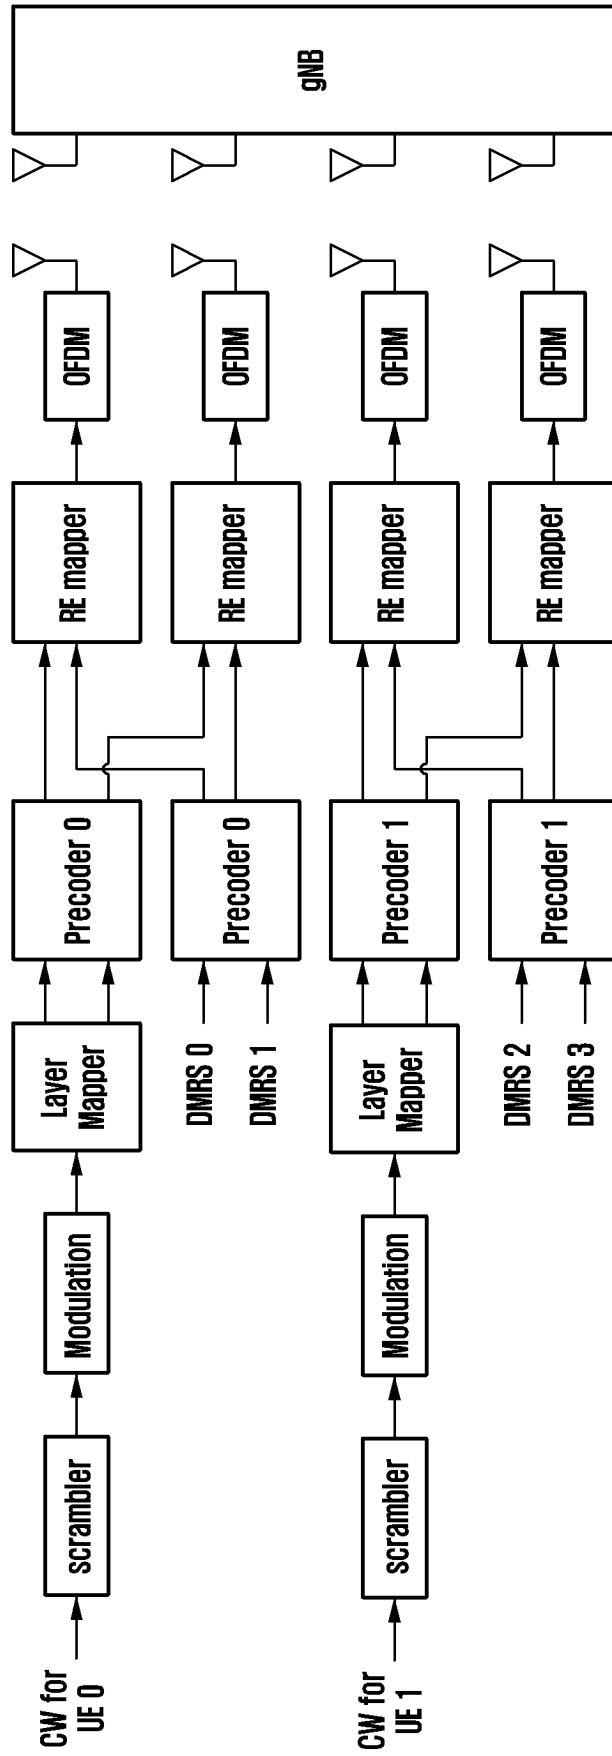 CW for
UE 0
scrambler
Modulation
Layer
Mapper
Precoder 0
RE mapper
OFDM
DMRS 0
DMRS 1
Precoder 0
RE mapper
OFDM
CW for
UE 1
scrambler
Modulation
Layer
Mapper
Precoder 1
RE mapper
OFDM
DMRS 2
DMRS 3
Precoder 1
RE mapper
OFDM
gNB